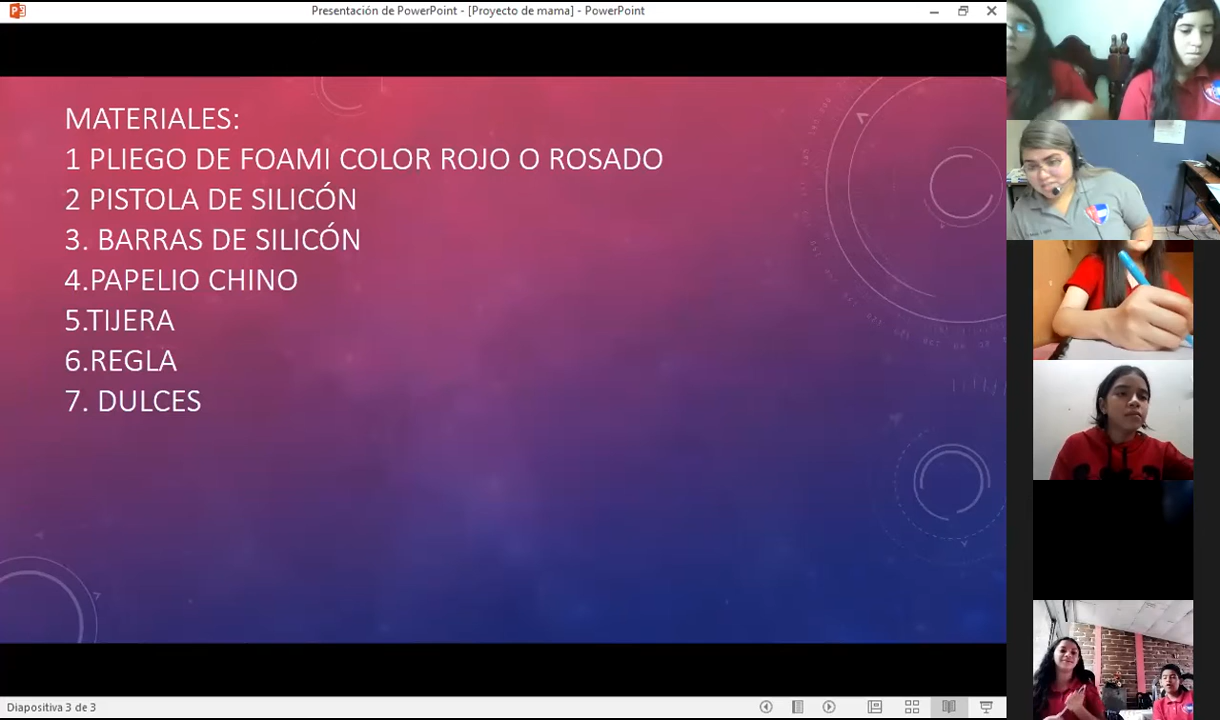 Presentación de PowerPoint - [Proyecto de mama] - PowerPoint
MATERIALES:
1 PLIEGO DE FOAMI COLOR ROJO O ROSADO
2 PISTOLA DE SILICÓN
3. BARRAS DE SILICÓN
4.PAPELIO CHINO
5.TIJERA
6.REGLA
7. DULCES
Diapositiva 3 de 3